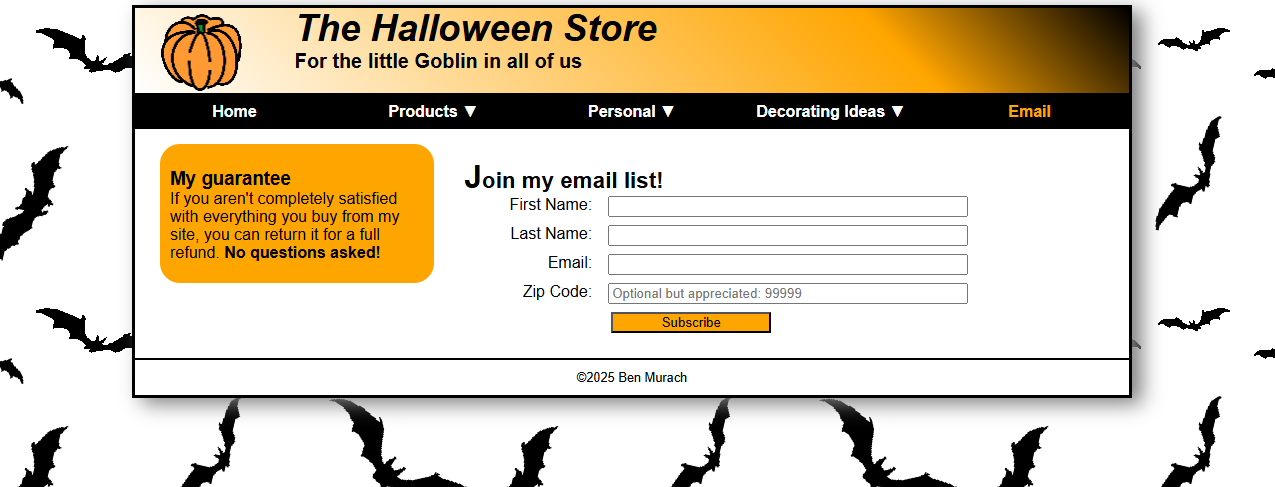 The Halloween Store
For the little Goblin in all of us
Home Products ▼ Personal ▼ Decorating Ideas ▼ Email
My guarantee
If you aren't completely satisfied
with everything you buy from my
site, you can return it for a full
refund. No questions asked!
Join my email list!
First Name:
Last Name:
Email:
Zip Code: Optional but appreciated: 99999
Subscribe
©2025 Ben Murach